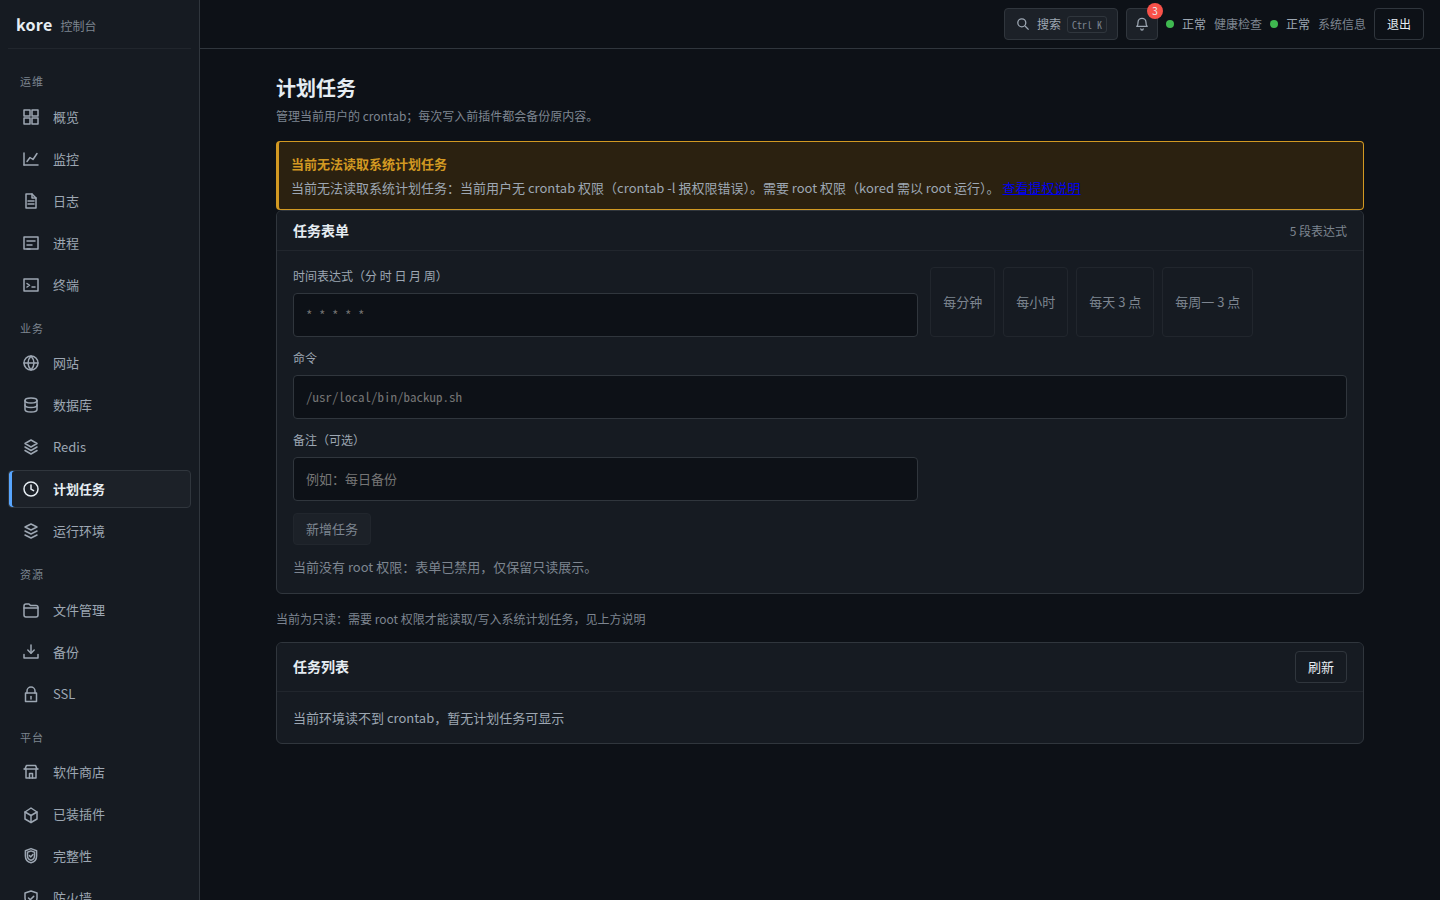 kore 控制台
搜索 Ctrl K
3
正常 健康检查
正常 系统信息
退出
运维
概览
监控
日志
进程
终端
业务
网站
数据库
Redis
计划任务
运行环境
资源
文件管理
备份
SSL
平台
软件商店
已装插件
完整性
防火墙
计划任务
管理当前用户的 crontab；每次写入前插件都会备份原内容。
当前无法读取系统计划任务
当前无法读取系统计划任务：当前用户无 crontab 权限（crontab -l 报权限错误）。需要 root 权限（kored 需以 root 运行）。 查看授权说明
任务表单
5 段表达式
时间表达式（分 时 日 月 周）
* * * * *
每分钟
每小时
每天 3 点
每周一 3 点
命令
/usr/local/bin/backup.sh
备注（可选）
例如：每日备份
新增任务
当前没有 root 权限：表单已禁用，仅保留只读展示。
当前为只读：需要 root 权限才能读取/写入系统计划任务，见上方说明
任务列表
刷新
当前环境读不到 crontab，暂无计划任务可显示